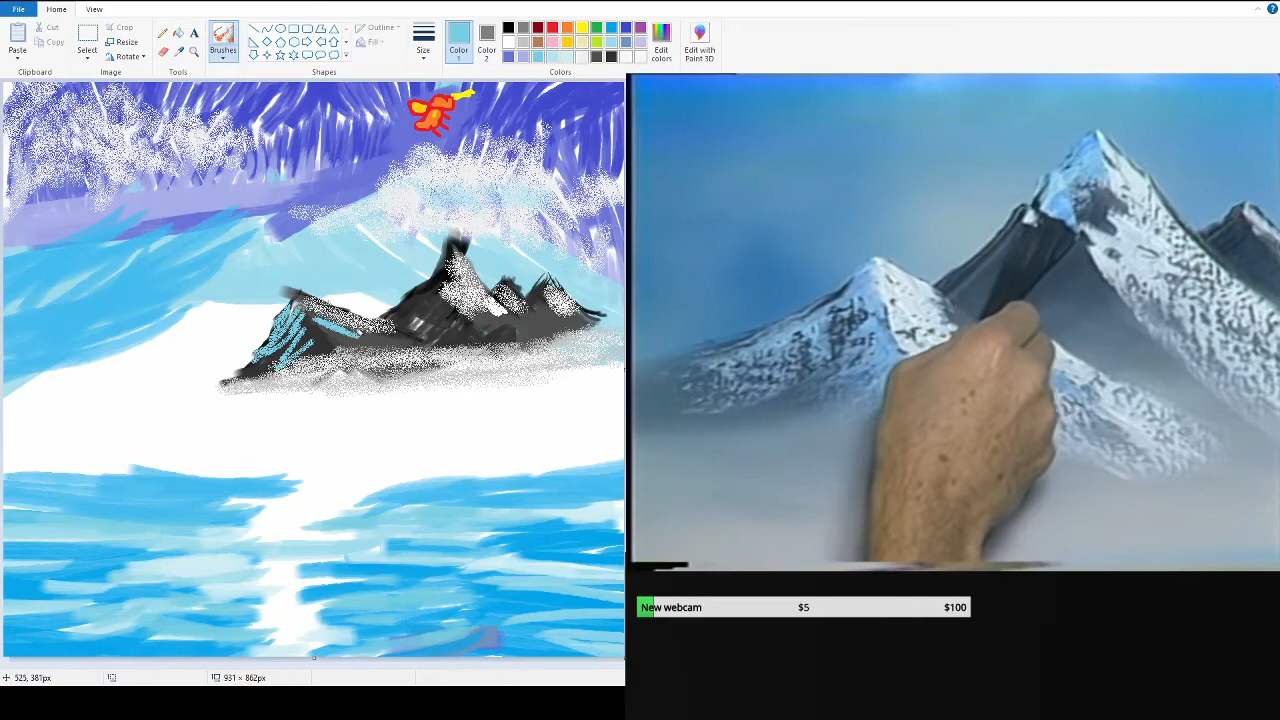 File Home View
Cut
Copy
Paste
Clipboard
Select
Crop
Resize
Rotate
Image
A
Tools
Brushes
Outline
Fill
Shapes
Size
Color
1
Color
2
Edit
colors
Colors
Edit with
Paint 3D
New webcam $5 $100
525, 381px
931 × 862px